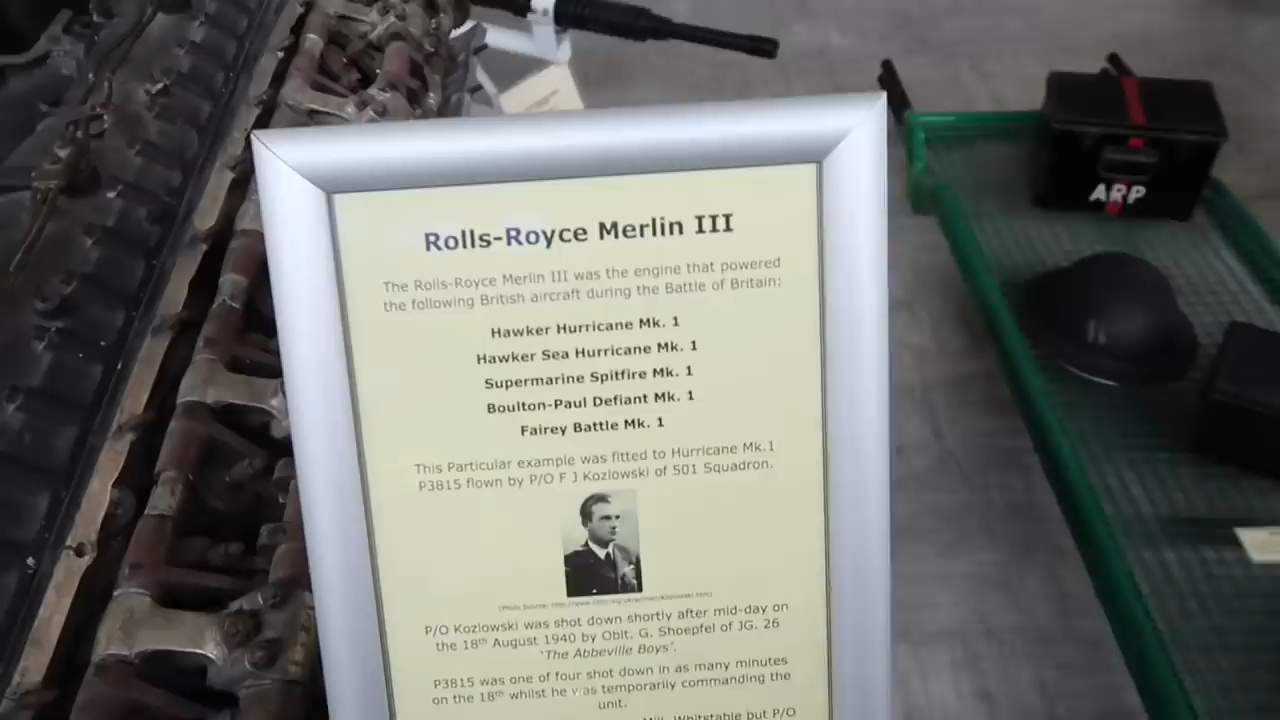 Rolls-Royce Merlin III
The Rolls-Royce Merlin III was the engine that powered
the following British aircraft during the Battle of Britain:
Hawker Hurricane Mk. 1
Hawker Sea Hurricane Mk. 1
Supermarine Spitfire Mk. 1
Boulton-Paul Defiant Mk. 1
Fairey Battle Mk. 1
This Particular example was fitted to Hurricane Mk.1
P3815 flown by P/O F J Kozlowski of 501 Squadron.
P/O Kozlowski was shot down shortly after mid-day on
the 18th August 1940 by Oblt. G. Shoepfel of JG. 26
'The Abbeville Boys'.
P3815 was one of four shot down in as many minutes
on the 18th whilst he was temporarily commanding the
unit.
Whitstable but P/O
ARP